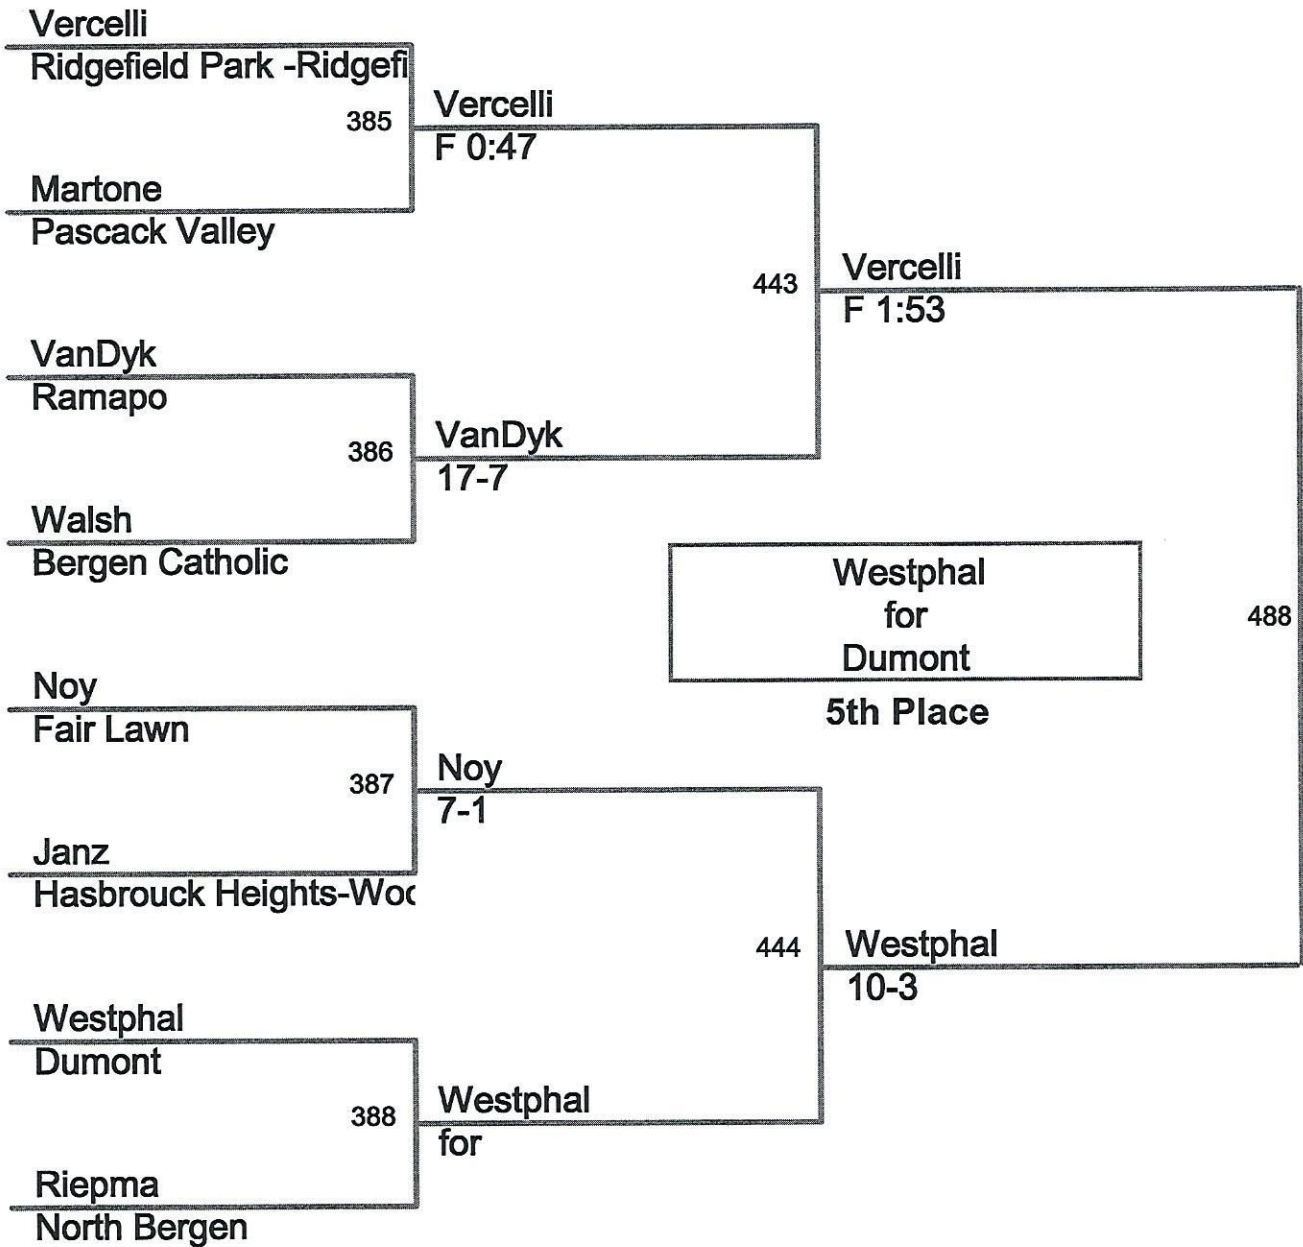 Vercelli
Ridgefield Park -Ridgefi
385
Vercelli
F 0:47
Martone
Pascack Valley
443
Vercelli
F 1:53
VanDyk
Ramapo
386
VanDyk
17-7
Walsh
Bergen Catholic
Westphal
for
Dumont
5th Place
488
Noy
Fair Lawn
387
Noy
7-1
Janz
Hasbrouck Heights-Woo
444
Westphal
10-3
Westphal
Dumont
388
Westphal
for
Riepma
North Bergen